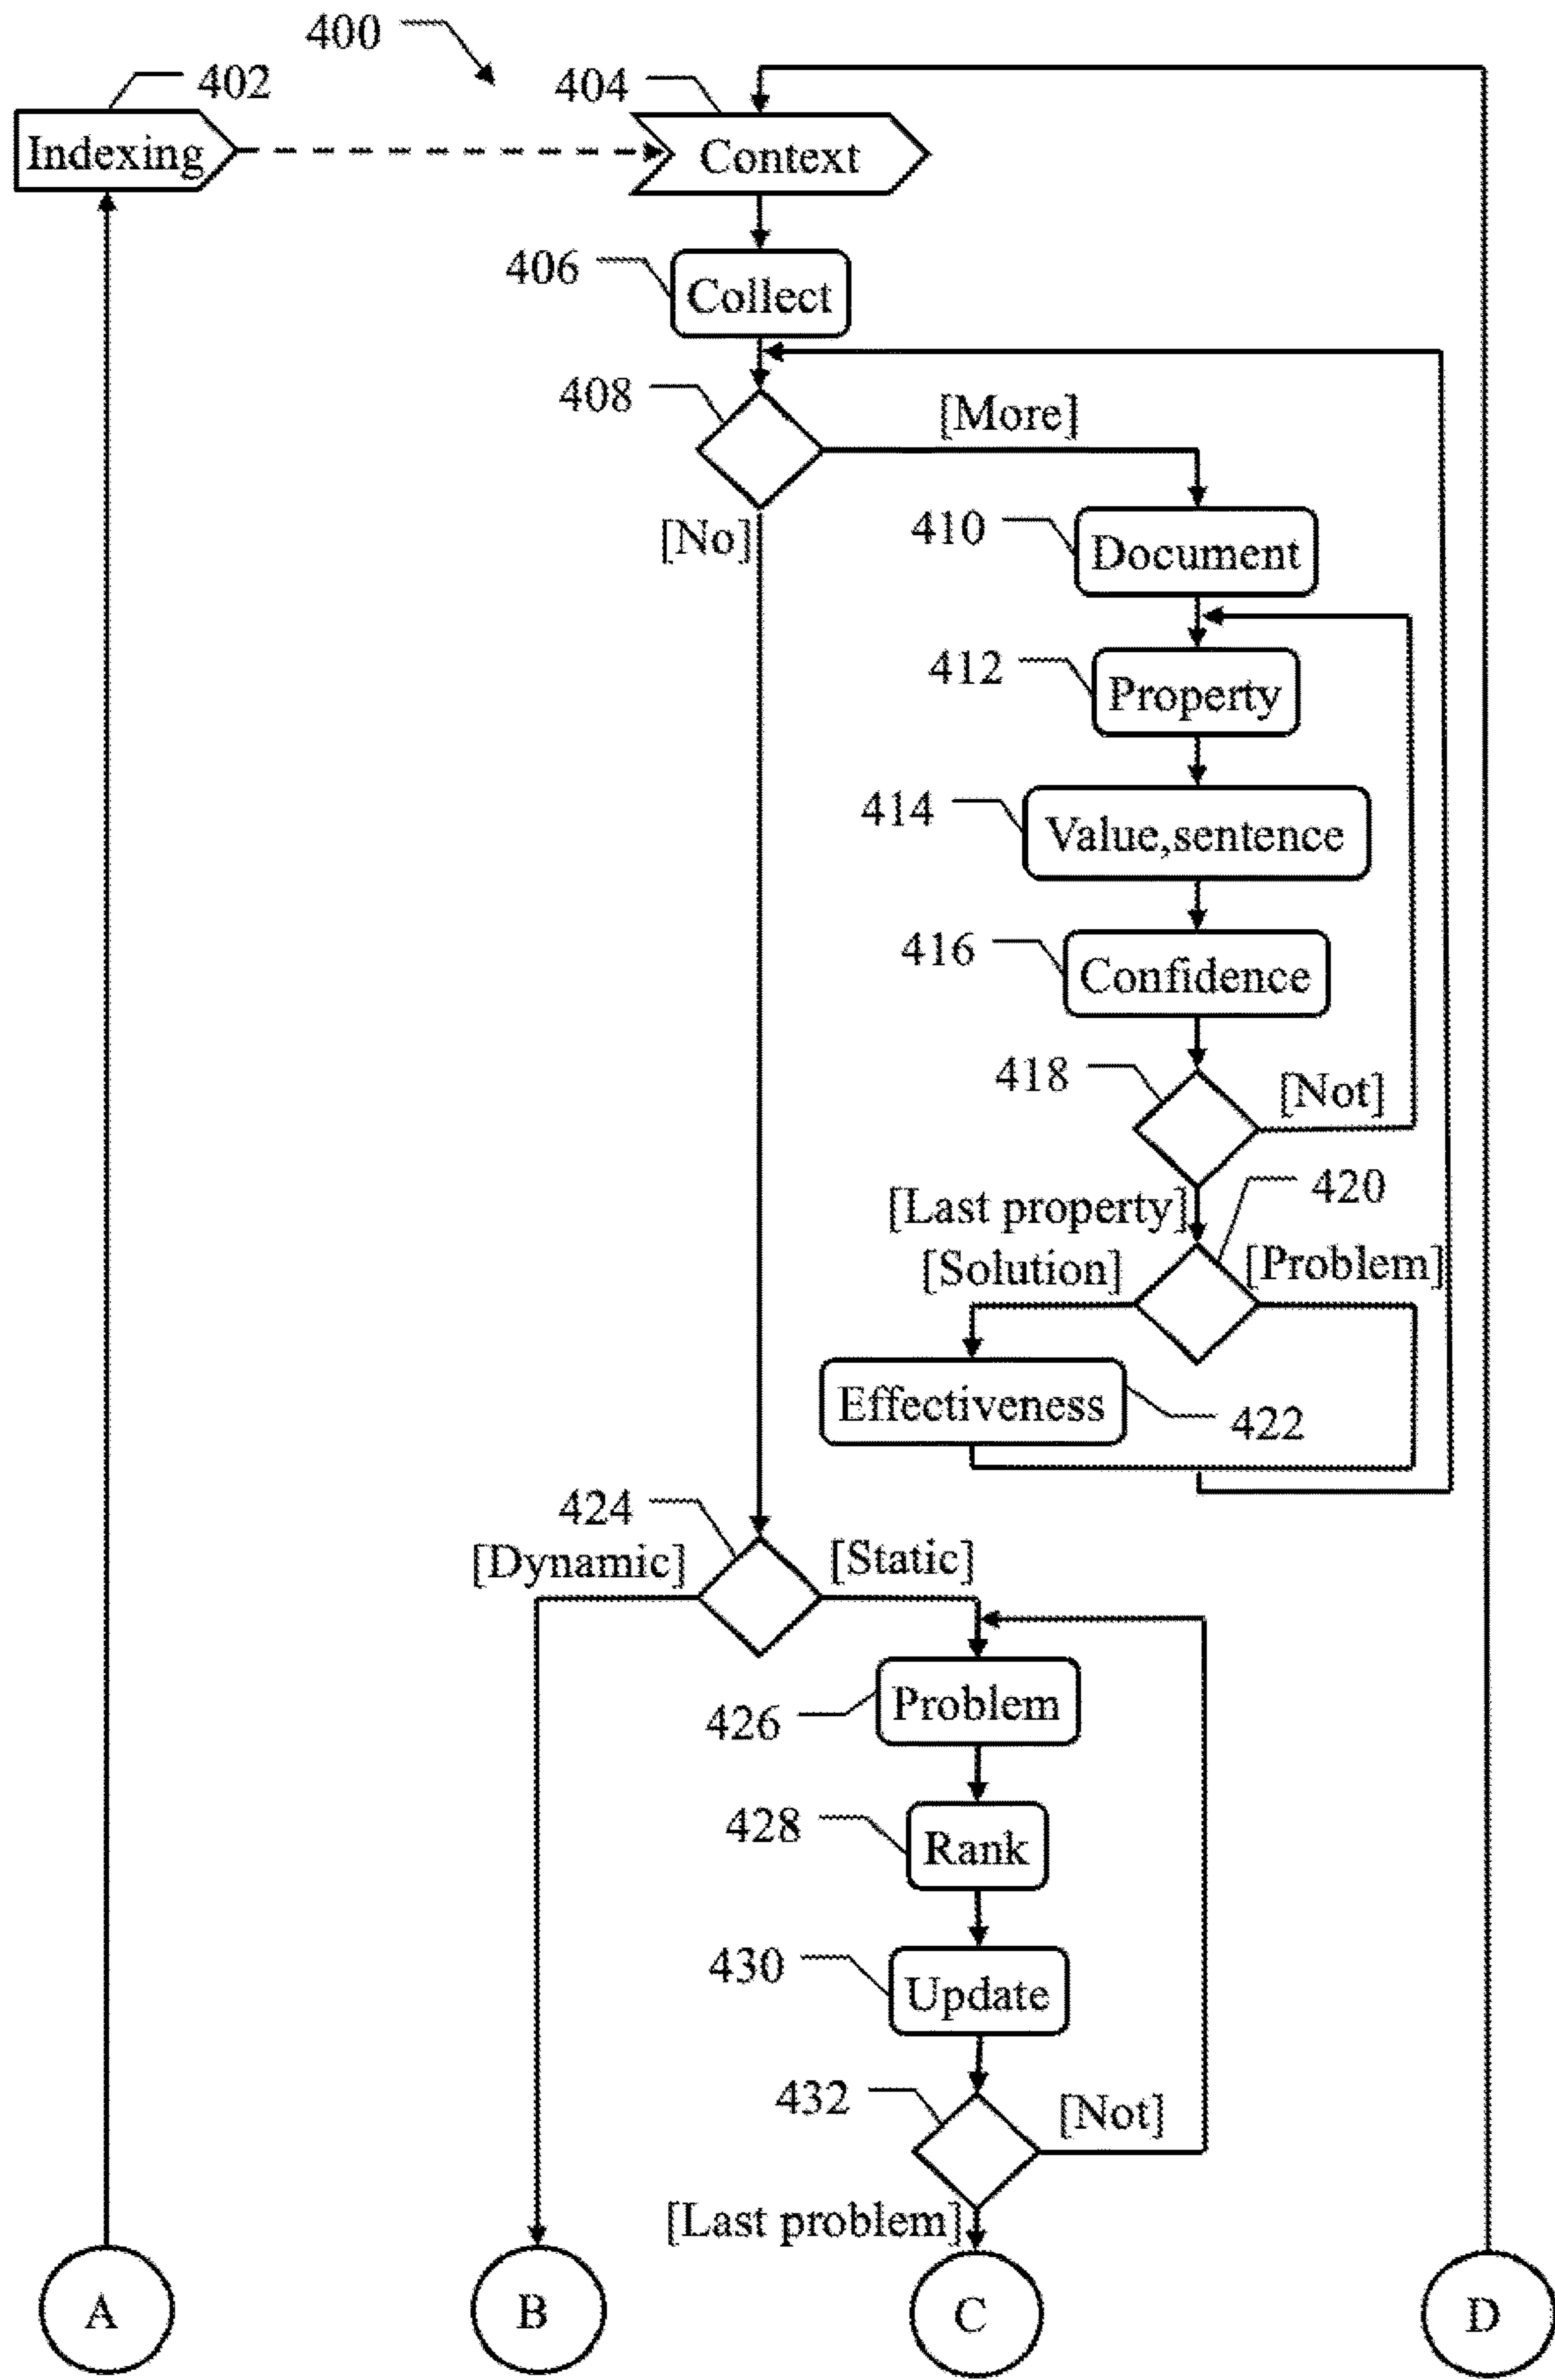 400
402
404
Indexing
Context
406
Collect
408
[More]
[No]
410
Document
412
Property
414
Value,sentence
416
Confidence
418
[Not]
[Last property]
420
[Solution]
[Problem]
Effectiveness
422
424
[Dynamic]
[Static]
426
Problem
428
Rank
430
Update
432
[Not]
[Last problem]
A
B
C
D